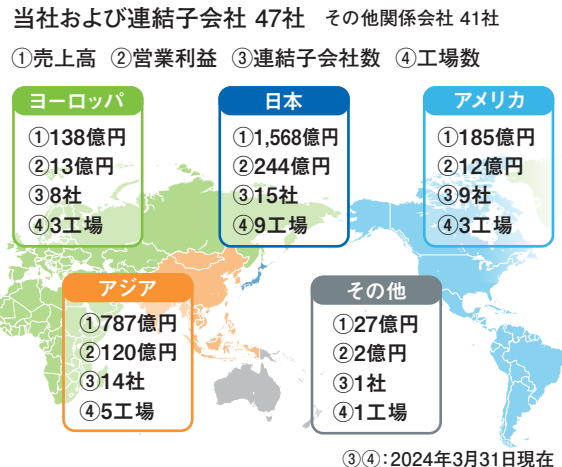 当社および連結子会社 47社 その他関係会社 41社
①売上高 ②営業利益 ③連結子会社数 ④工場数
ヨーロッパ
①138億円
②13億円
③8社
④3工場
日本
①1,568億円
②244億円
③15社
④9工場
アメリカ
①185億円
②12億円
③9社
④3工場
アジア
①787億円
②120億円
③14社
④5工場
その他
①27億円
②2億円
③1社
④1工場
③④:2024年3月31日現在